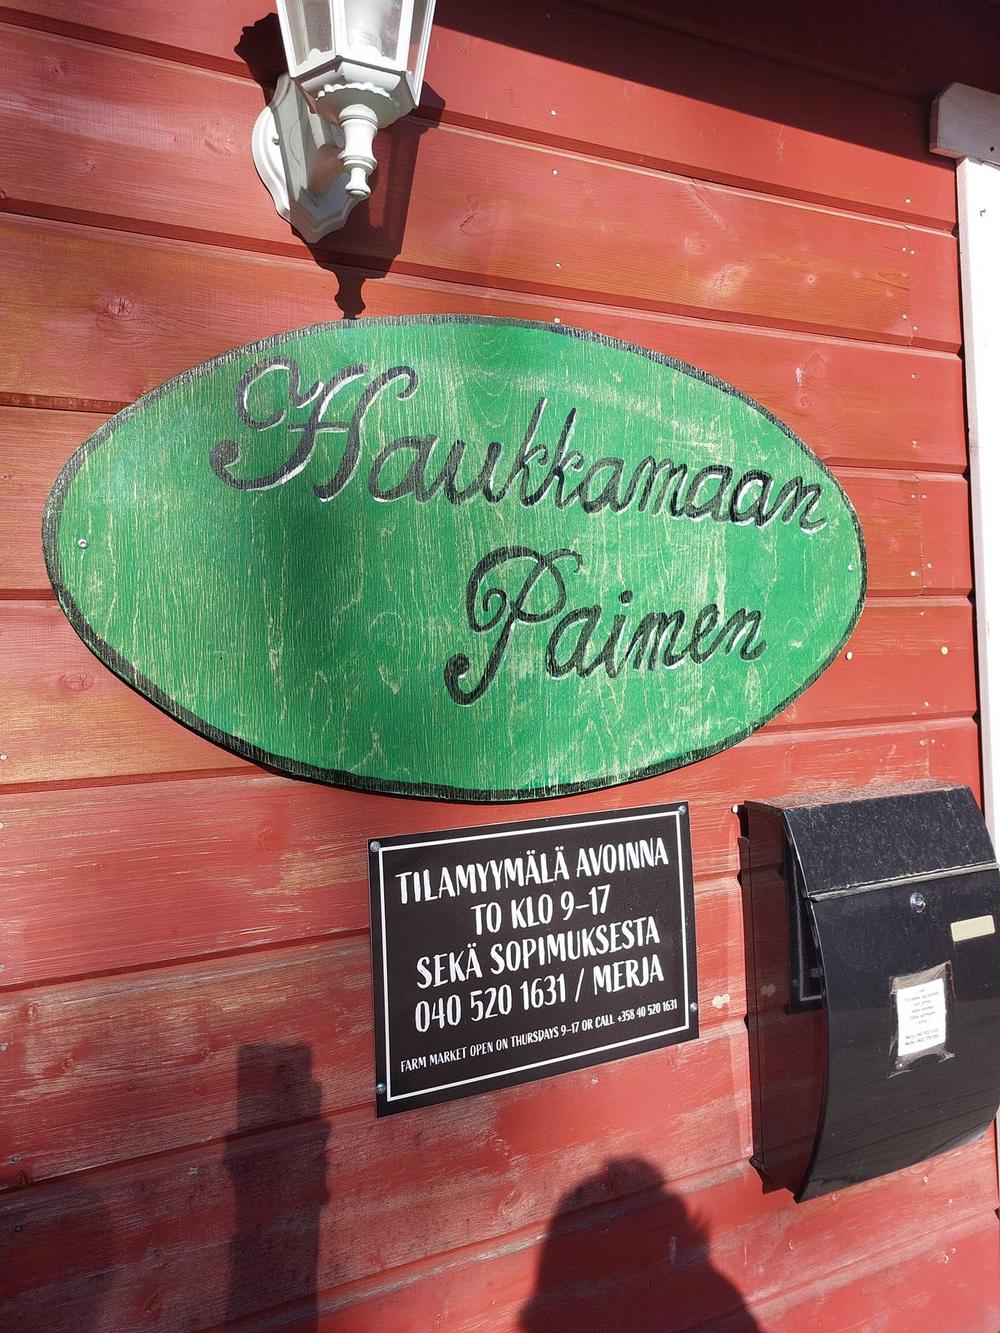 Haukkamaan
Paimen
TILAMYYMÄLÄ AVOINNA
TO KLO 9–17
SEKÄ SOPIMUKSESTA
040 520 1631 / MERJA
FARM MARKET OPEN ON THURSDAYS 9–17 OR CALL +358 40 520 1631